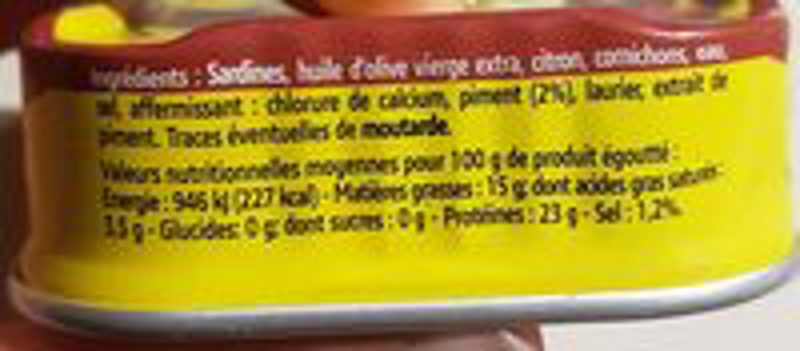 Ingrédients : Sardines, huile d'olive vierge extra, citron, cornichons, eau,
sel, affermissant : chlorure de calcium, piment (2%), laurier, extrait de
piment. Traces éventuelles de moutarde.
Valeurs nutritionnelles moyennes pour 100 g de produit égoutté :
Energie : 946 kJ (227 kcal) - Matières grasses : 15 g; dont acides gras saturés :
3,5 g - Glucides: 0 g; dont sucres : 0 g - Protéines : 23 g - Sel : 1,2%.